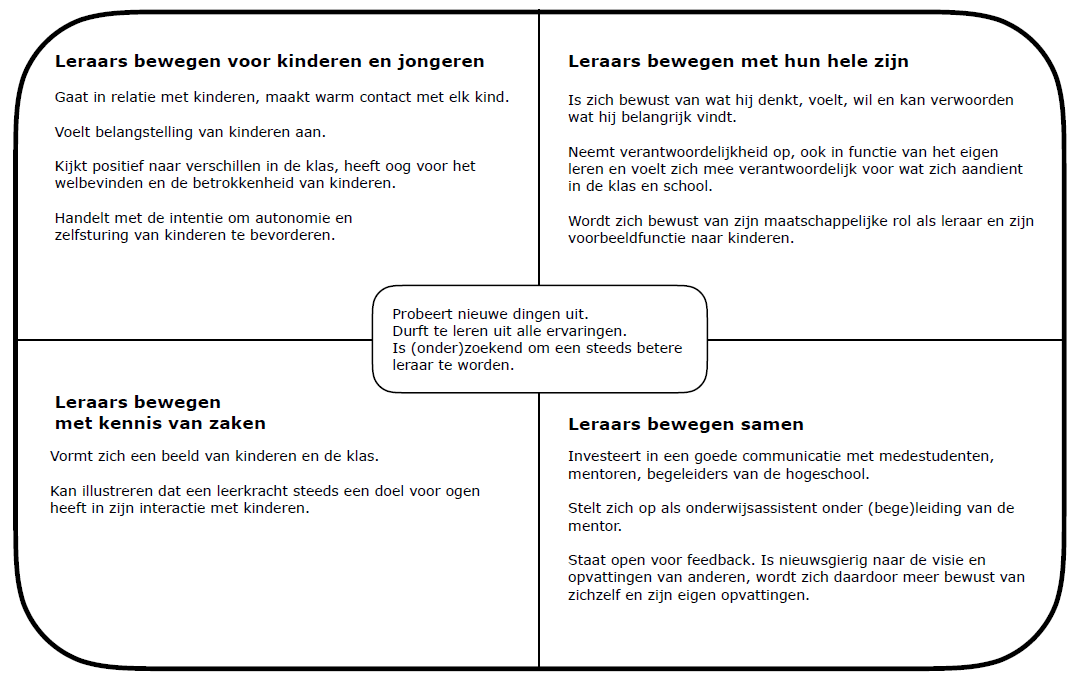 Leraars bewegen voor kinderen en jongeren
Gaat in relatie met kinderen, maakt warm contact met elk kind.
Voelt belangstelling van kinderen aan.
Kijkt positief naar verschillen in de klas, heeft oog voor het
welbevinden en de betrokkenheid van kinderen.
Handelt met de intentie om autonomie en
zelfsturing van kinderen te bevorderen.
Leraars bewegen met hun hele zijn
Is zich bewust van wat hij denkt, voelt, wil en kan verwoorden
wat hij belangrijk vindt.
Neemt verantwoordelijkheid op, ook in functie van het eigen
leren en voelt zich mee verantwoordelijk voor wat zich aandient
in de klas en school.
Wordt zich bewust van zijn maatschappelijke rol als leraar en zijn
voorbeeldfunctie naar kinderen.
Probeert nieuwe dingen uit.
Durft te leren uit alle ervaringen.
Is (onder)zoekend om een steeds betere
leraar te worden.
Leraars bewegen
met kennis van zaken
Vormt zich een beeld van kinderen en de klas.
Kan illustreren dat een leerkracht steeds een doel voor ogen
heeft in zijn interactie met kinderen.
Leraars bewegen samen
Investeert in een goede communicatie met medestudenten,
mentoren, begeleiders van de hogeschool.
Stelt zich op als onderwijsassistent onder (bege)leiding van de
mentor.
Staat open voor feedback. Is nieuwsgierig naar de visie en
opvattingen van anderen, wordt zich daardoor meer bewust van
zichzelf en zijn eigen opvattingen.